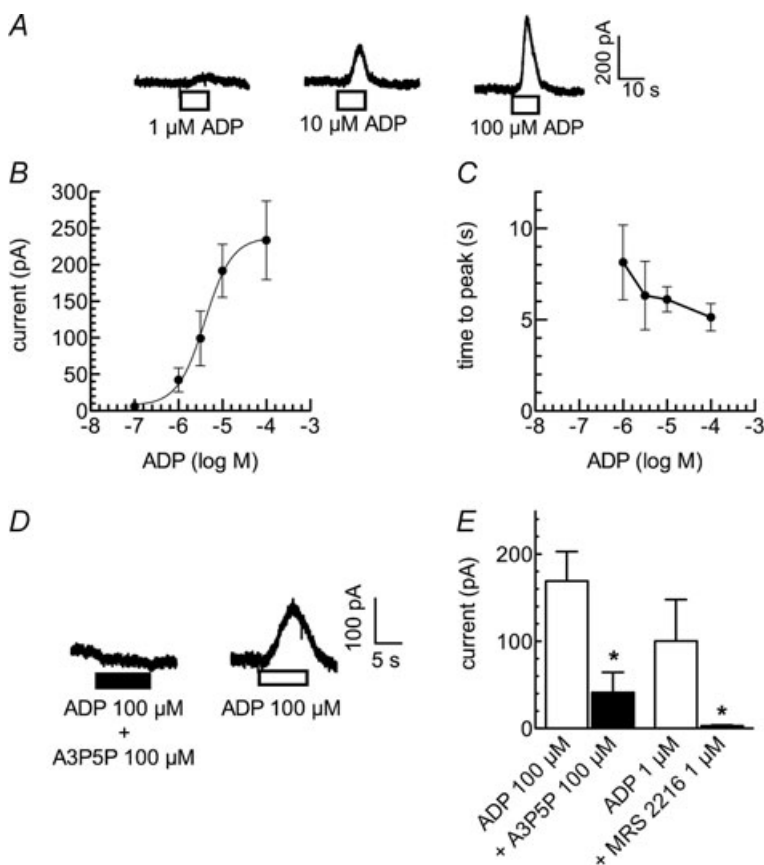 A
1 µM ADP
10 µM ADP
100 µM ADP
200 pA
10 s
B
300
250
200
150
100
50
0
current (pA)
-8 -7 -6 -5 -4 -3
ADP (log M)
C
10
5
0
time to peak (s)
-8 -7 -6 -5 -4 -3
ADP (log M)
D
ADP 100 µM
+
A3P5P 100 µM
ADP 100 µM
100 pA
5 s
E
200
100
0
current (pA)
*
*
ADP 100 µM
+ A3P5P 100 µM
ADP 1 µM
+ MRS 2216 1 µM